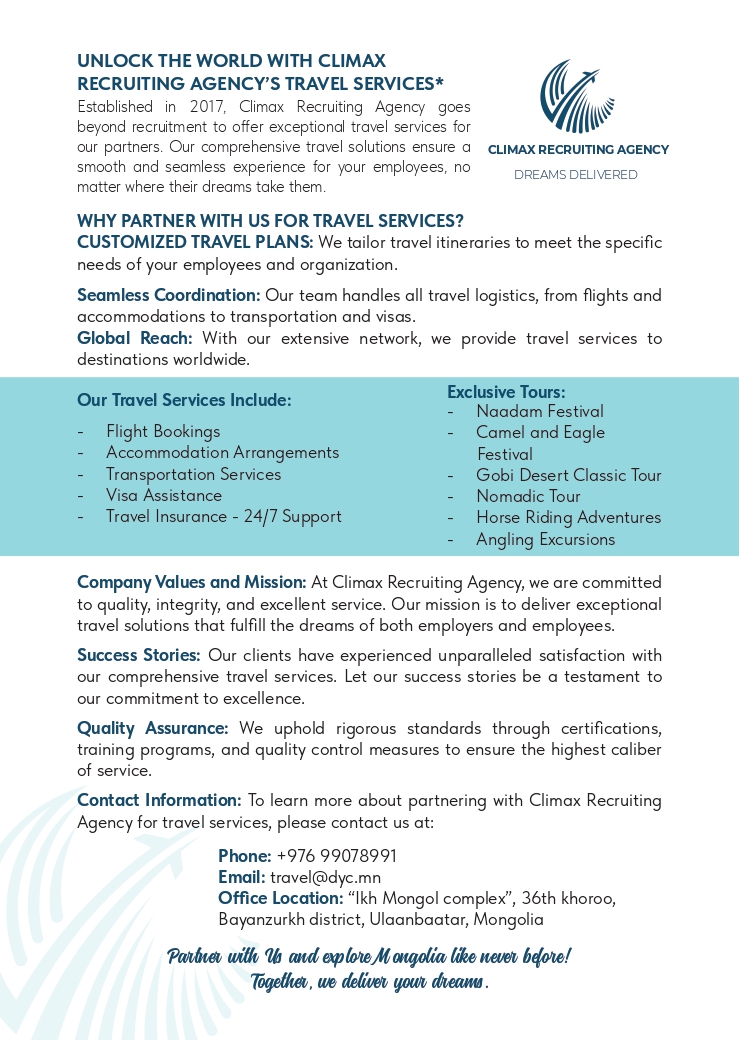 UNLOCK THE WORLD WITH CLIMAX
RECRUITING AGENCY’S TRAVEL SERVICES*
Established in 2017, Climax Recruiting Agency goes
beyond recruitment to offer exceptional travel services for
our partners. Our comprehensive travel solutions ensure a
smooth and seamless experience for your employees, no
matter where their dreams take them.
CLIMAX RECRUITING AGENCY
DREAMS DELIVERED
WHY PARTNER WITH US FOR TRAVEL SERVICES?
CUSTOMIZED TRAVEL PLANS: We tailor travel itineraries to meet the specific
needs of your employees and organization.
Seamless Coordination: Our team handles all travel logistics, from flights and
accommodations to transportation and visas.
Global Reach: With our extensive network, we provide travel services to
destinations worldwide.
Our Travel Services Include:
- Flight Bookings
- Accommodation Arrangements
- Transportation Services
- Visa Assistance
- Travel Insurance - 24/7 Support
Exclusive Tours:
- Naadam Festival
- Camel and Eagle
Festival
- Gobi Desert Classic Tour
- Nomadic Tour
- Horse Riding Adventures
- Angling Excursions
Company Values and Mission: At Climax Recruiting Agency, we are committed
to quality, integrity, and excellent service. Our mission is to deliver exceptional
travel solutions that fulfill the dreams of both employers and employees.
Success Stories: Our clients have experienced unparalleled satisfaction with
our comprehensive travel services. Let our success stories be a testament to
our commitment to excellence.
Quality Assurance: We uphold rigorous standards through certifications,
training programs, and quality control measures to ensure the highest caliber
of service.
Contact Information: To learn more about partnering with Climax Recruiting
Agency for travel services, please contact us at:
Phone: +976 99078991
Email: travel@dyc.mn
Office Location: “Ikh Mongol complex”, 36th khoroo,
Bayanzurkh district, Ulaanbaatar, Mongolia
Partner with Us and explore Mongolia like never before!
Together, we deliver your dreams.